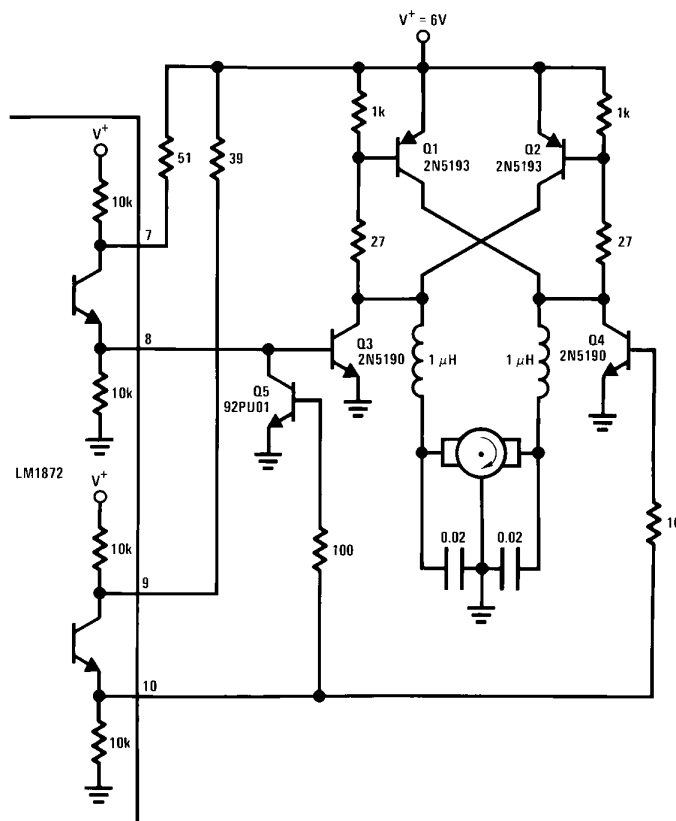 V+ = 6V
1k
Q1
2N5193
Q2
2N5193
1k
V+
51
39
10k
7
27
27
8
Q3
2N5190
1 μH
1 μH
Q4
2N5190
10k
Q5
92PU01
LM1872
V+
10k
100
0.02
0.02
9
10
10k